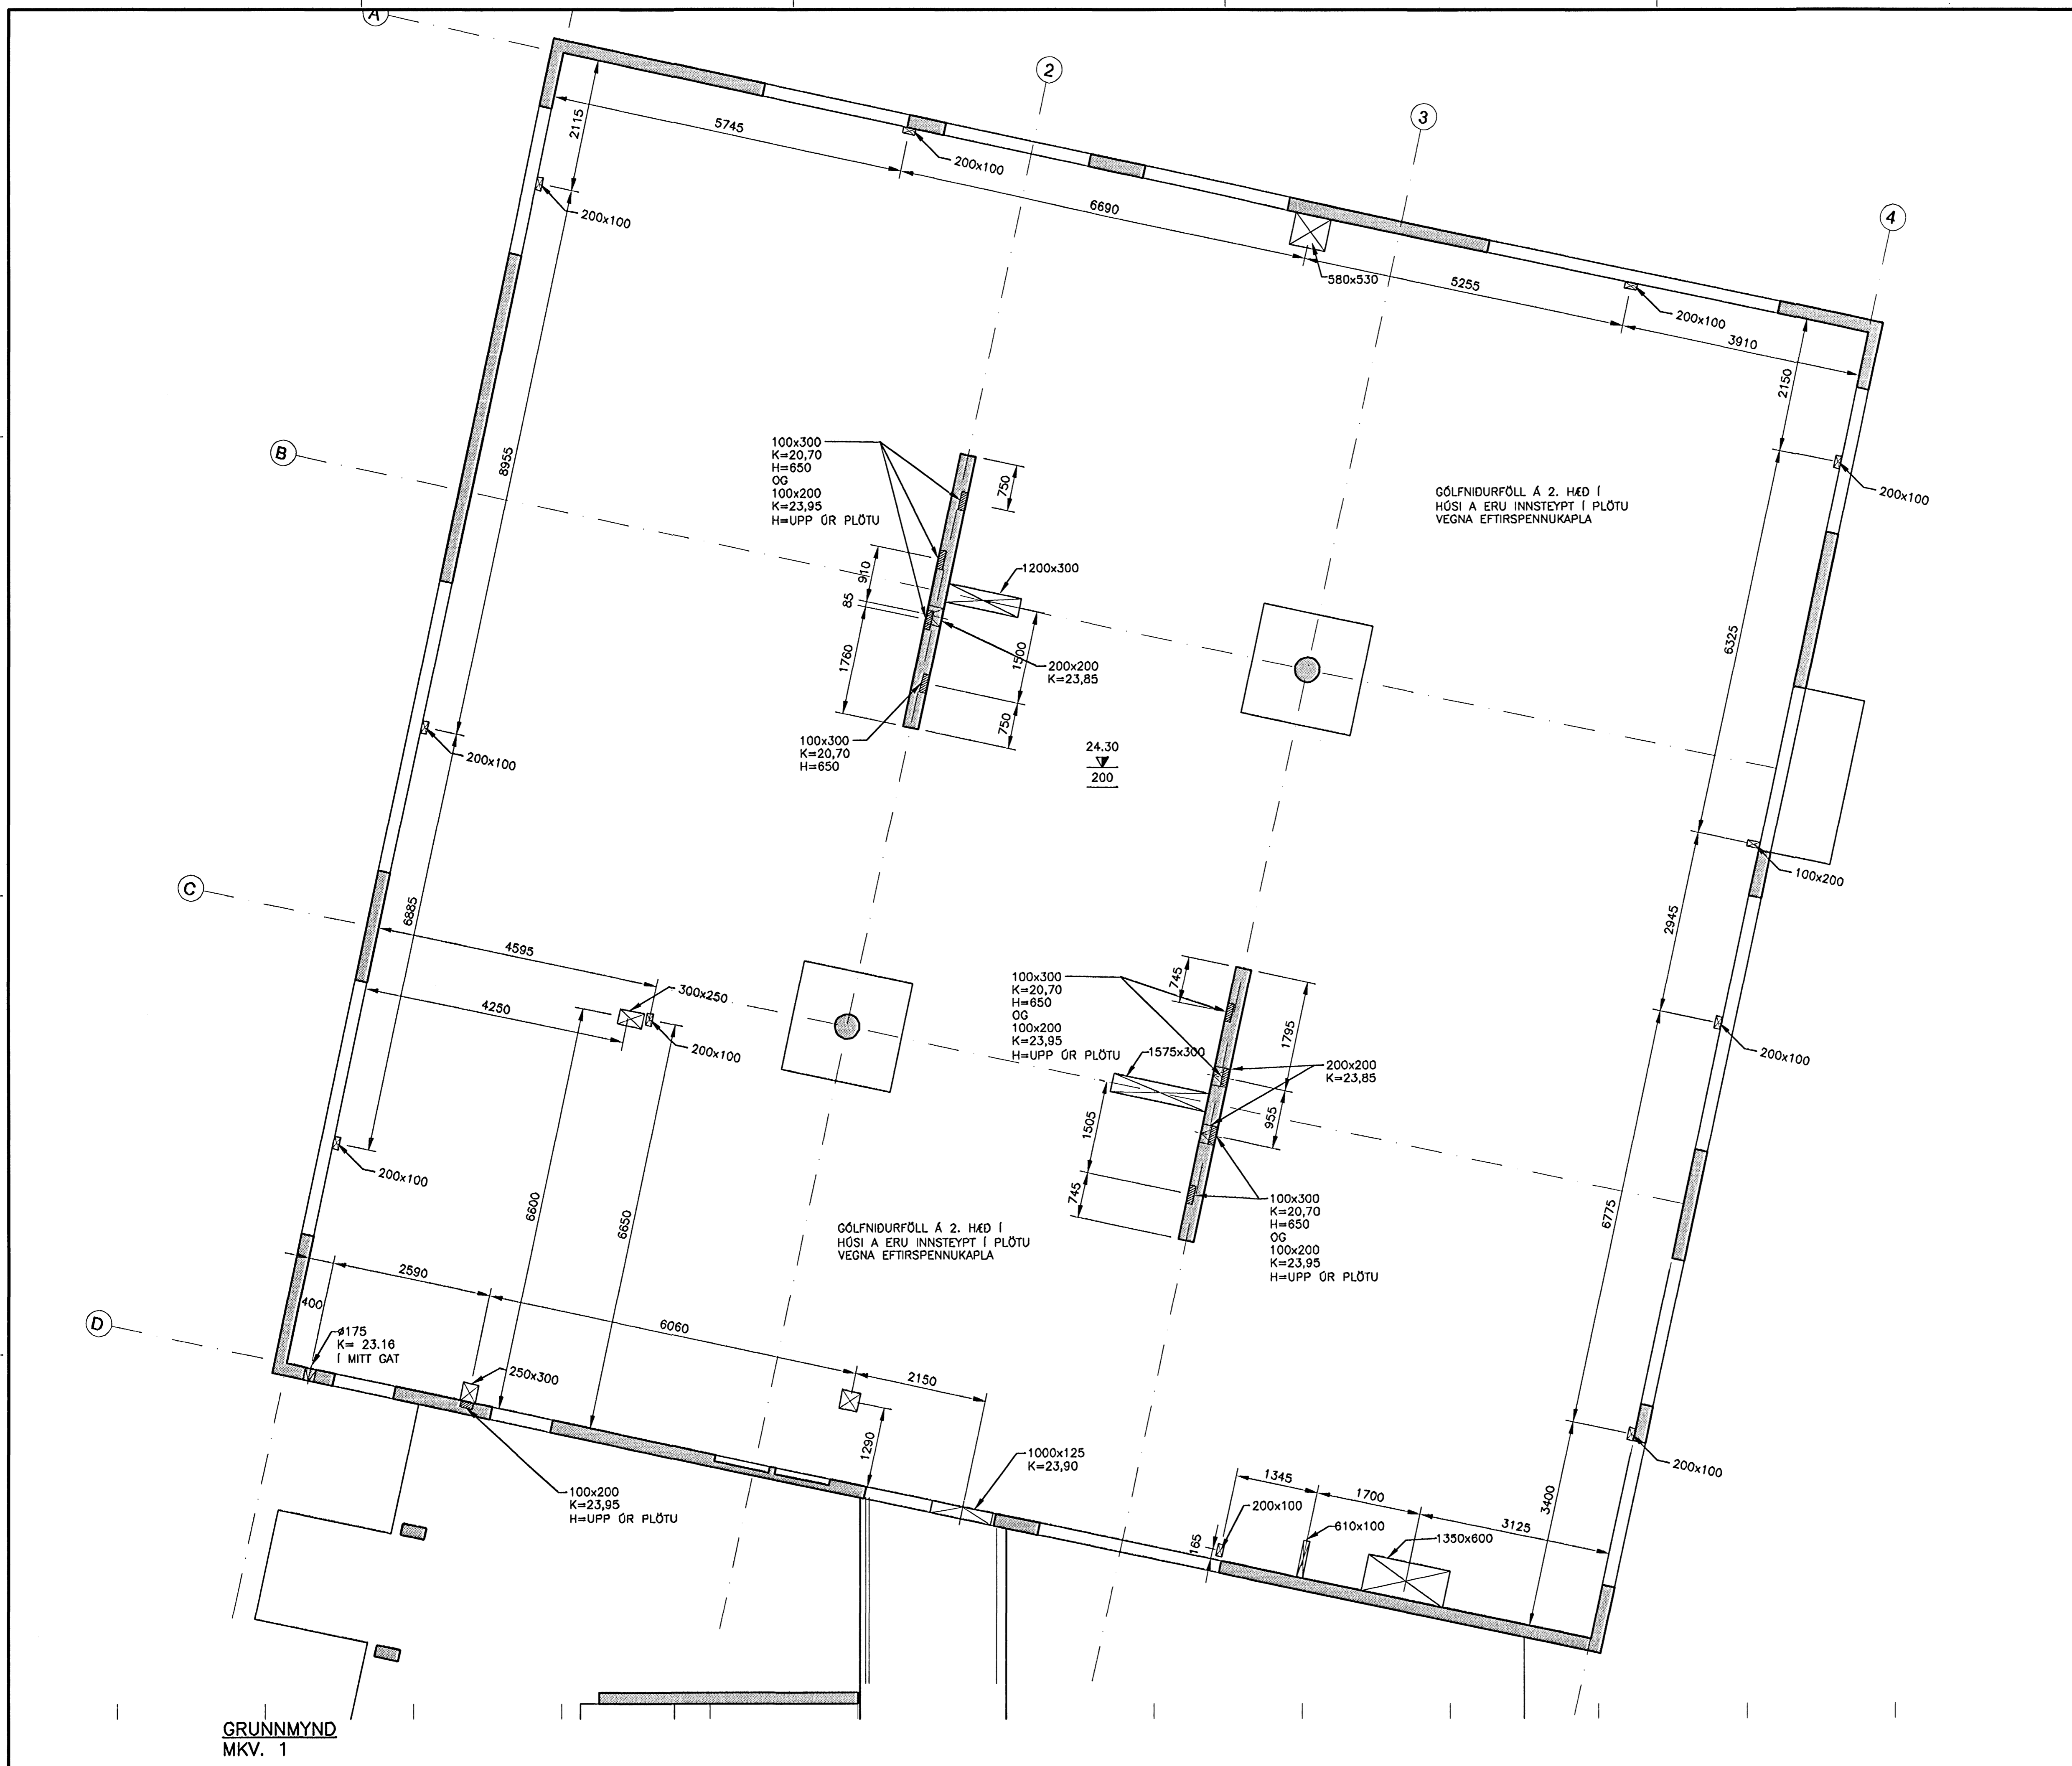 A
2
3
4
2115
5745
200x100
200x100
6690
580x530
5255
200x100
3910
2150
B
8955
100x300
K=20,70
H=650
OG
100x200
K=23,95
H=UPP ÚR PLÖTU
750
GÓLFNIÐURFÖLL Á 2. HÆÐ Í
HÚSI A ERU INNSTEYPT Í PLÖTU
VEGNA EFTIRSPENNUKAPLA
200x100
910
85
1760
1200x300
1500
200x200
K=23,85
750
6325
100x300
K=20,70
H=650
200x100
24.30
200
100x200
C
6885
4595
4250
300x250
200x100
2945
100x300
K=20,70
H=650
OG
100x200
K=23,95
H=UPP ÚR PLÖTU
745
1795
1575x300
200x200
K=23,85
200x100
1505
955
745
200x100
6600
6650
100x300
K=20,70
H=650
OG
100x200
K=23,95
H=UPP ÚR PLÖTU
6775
GÓLFNIÐURFÖLL Á 2. HÆÐ Í
HÚSI A ERU INNSTEYPT Í PLÖTU
VEGNA EFTIRSPENNUKAPLA
2590
400
D
ø175
K= 23.16
Í MITT GAT
6060
250x300
2150
1290
1000x125
K=23,90
200x100
100x200
K=23,95
H=UPP ÚR PLÖTU
1345
1700
3125
3400
200x100
610x100
1350x600
165
GRUNNMYND
MKV. 1